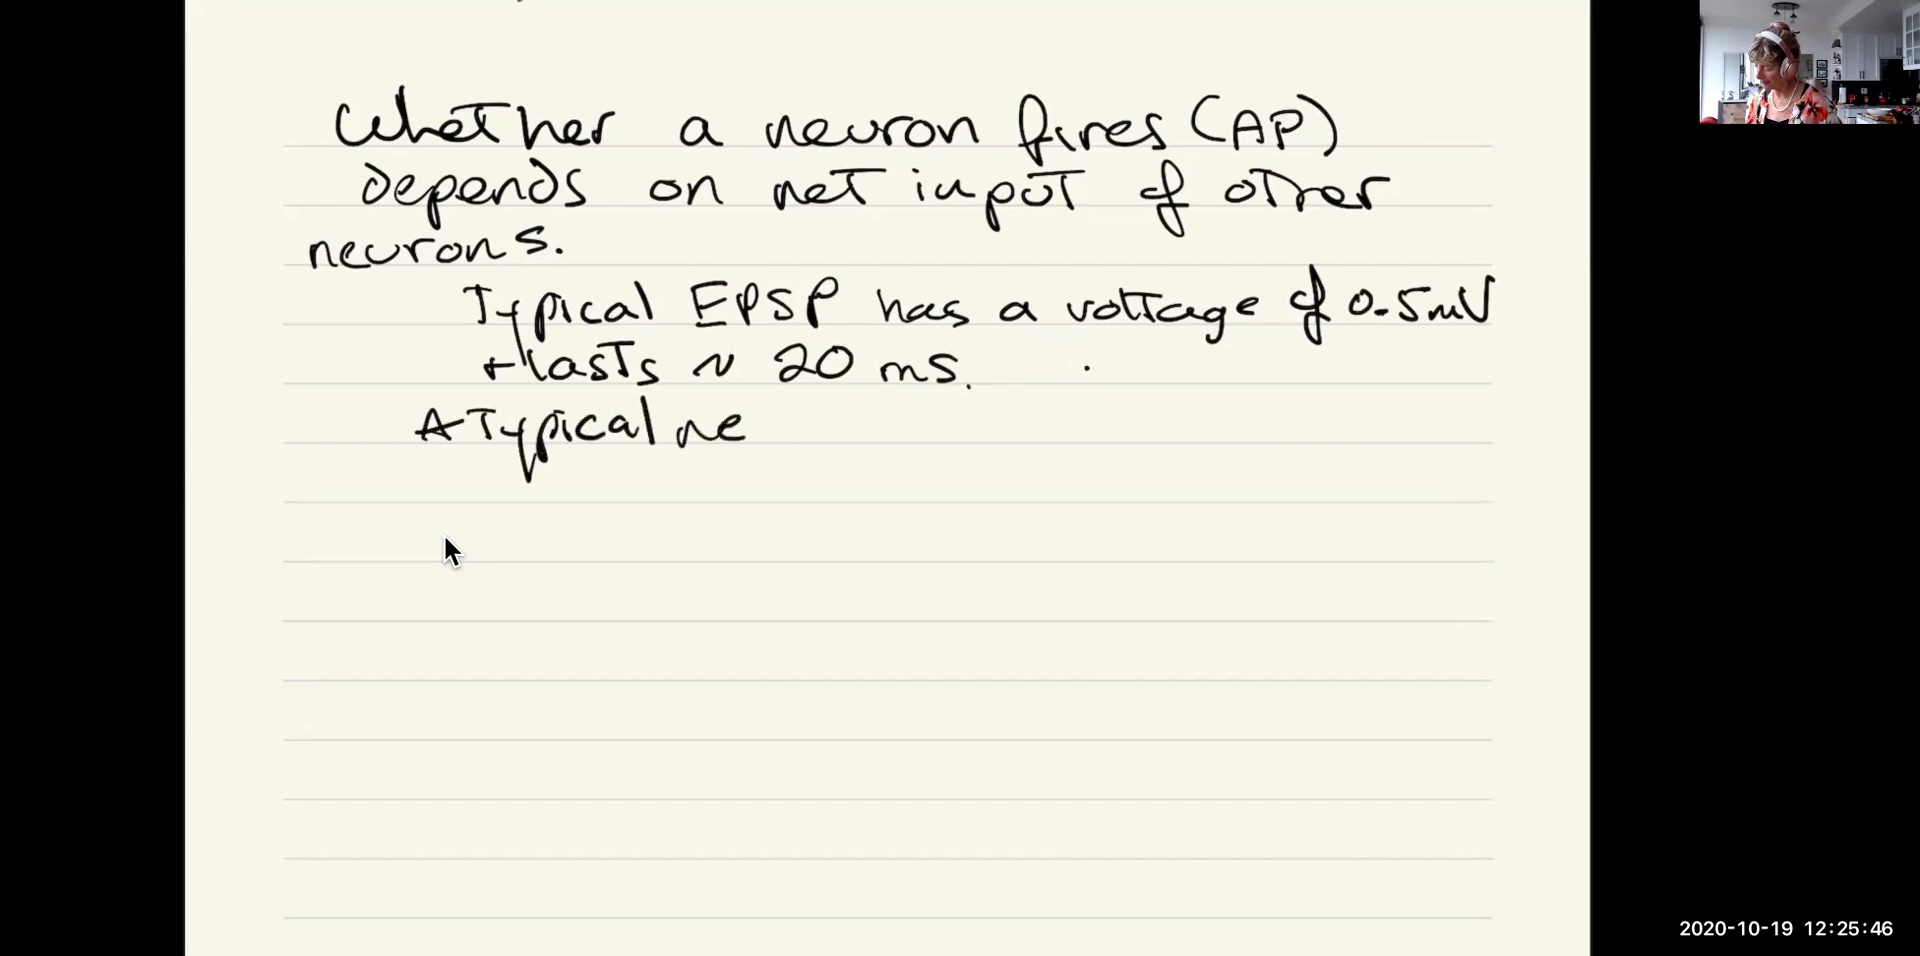 Whether a neuron fires (AP)
depends on net input of other
neurons.
Typical EPSP has a voltage of 0.5mV
+ lasts ~ 20 ms.
A Typical ne
2020-10-19 12:25:46